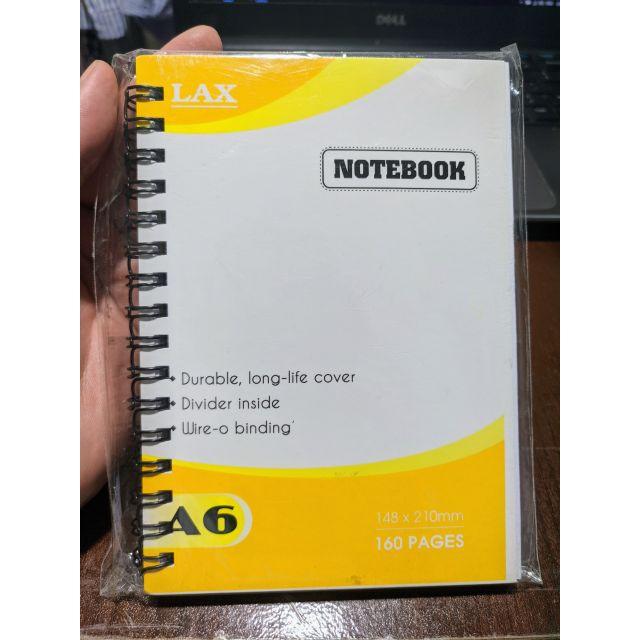 DELL
LAX
NOTEBOOK
Durable, long-life cover
Divider inside
Wire-o binding
A6
148 x 210mm
160 PAGES